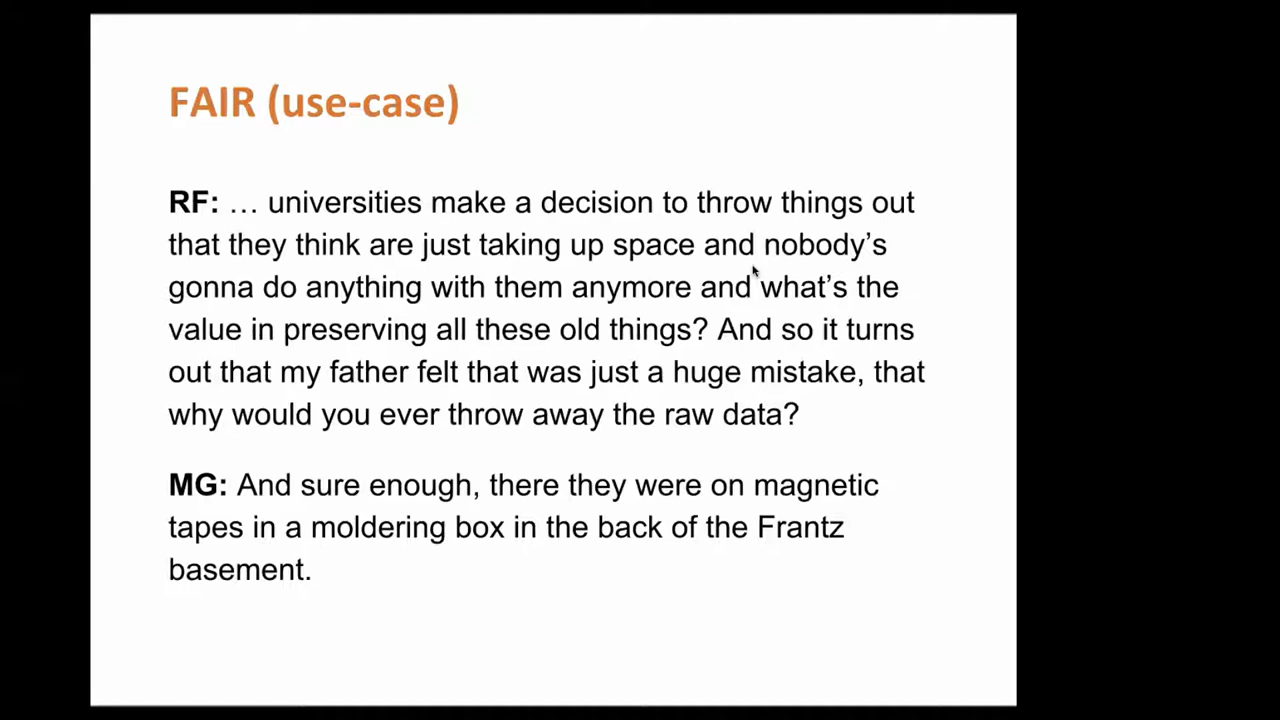 FAIR (use-case)
RF: … universities make a decision to throw things out
that they think are just taking up space and nobody’s
gonna do anything with them anymore and what’s the
value in preserving all these old things? And so it turns
out that my father felt that was just a huge mistake, that
why would you ever throw away the raw data?
MG: And sure enough, there they were on magnetic
tapes in a moldering box in the back of the Frantz
basement.